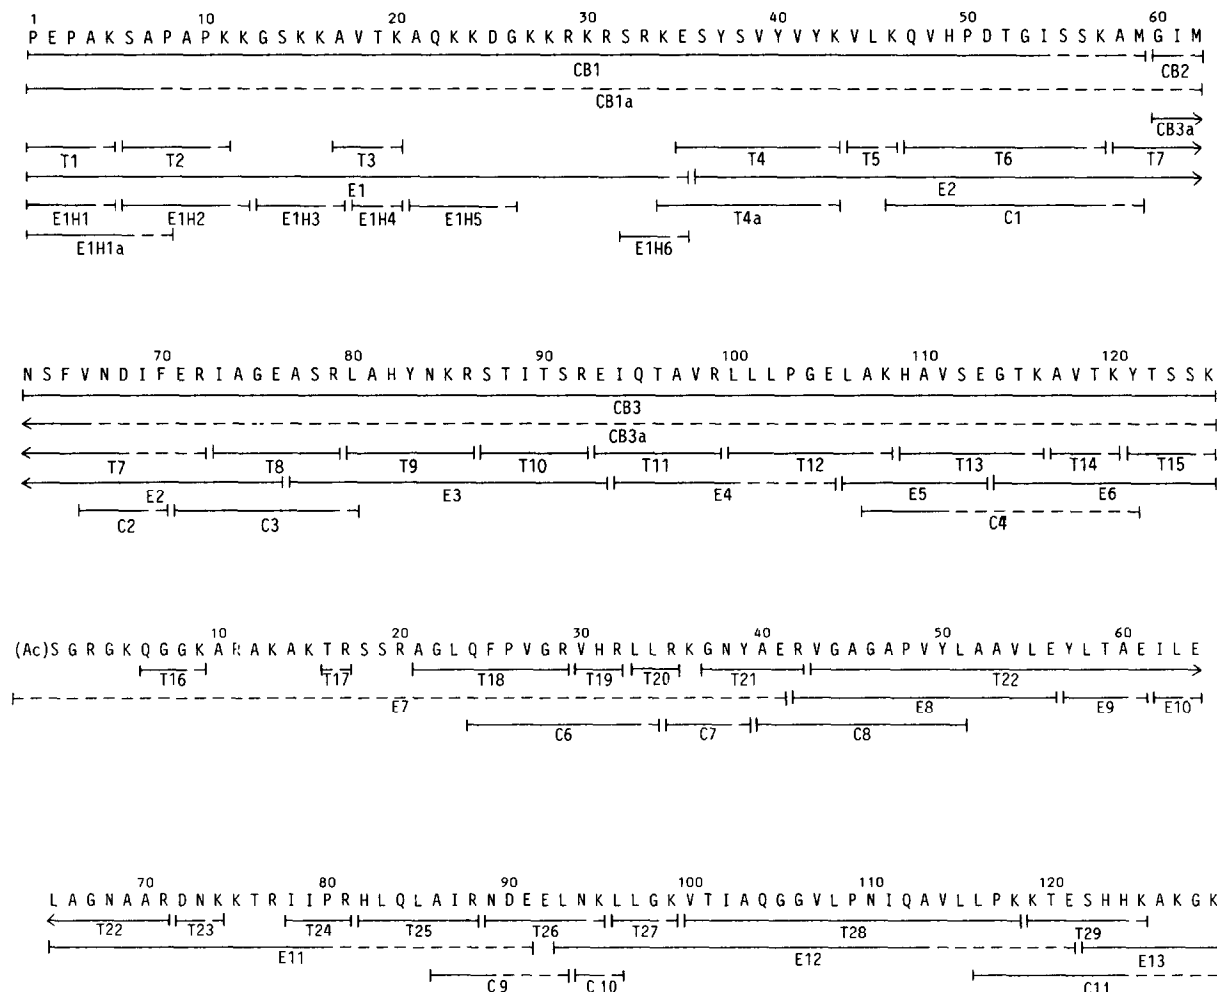 1 10 20 30 40 50 60
P E P A K S A P A P K K G S K K A V T K A Q K K D G K K R K R S R K E S Y S V Y V Y K V L K Q V H P D T G I S S K A M G I M
CB1 CB2
CB1a
CB3a
T1 T2 T3 T4 T5 T6 T7
E1 E2
E1H1 E1H2 E1H3 E1H4 E1H5 T4a C1
E1H1a E1H6
70 80 90 100 110 120
N S F V N D I F E R I A G E A S R L A H Y N K R S T I T S R E I Q T A V R L L L P G E L A K H A V S E G T K A V T K Y T S S K
CB3
CB3a
T7 T8 T9 T10 T11 T12 T13 T14 T15
E2 E3 E4 E5 E6
C2 C3 C4
10 20 30 40 50 60
(Ac)S G R G K Q G G K A R A K A K T R S S R A G L Q F P V G R V H R L L R K G N Y A E R V G A G A P V Y L A A V L E Y L T A E I L E
T16 T17 T18 T19 T20 T21 T22
E7 E8 E9 E10
C6 C7 C8
70 80 90 100 110 120
L A G N A A R D N K K T R I I P R H L Q L A I R N D E E L N K L L G K V T I A Q G G V L P N I Q A V L L P K K T E S H H K A K G K
T22 T23 T24 T25 T26 T27 T28 T29
E11 E12 E13
C9 C10 C11